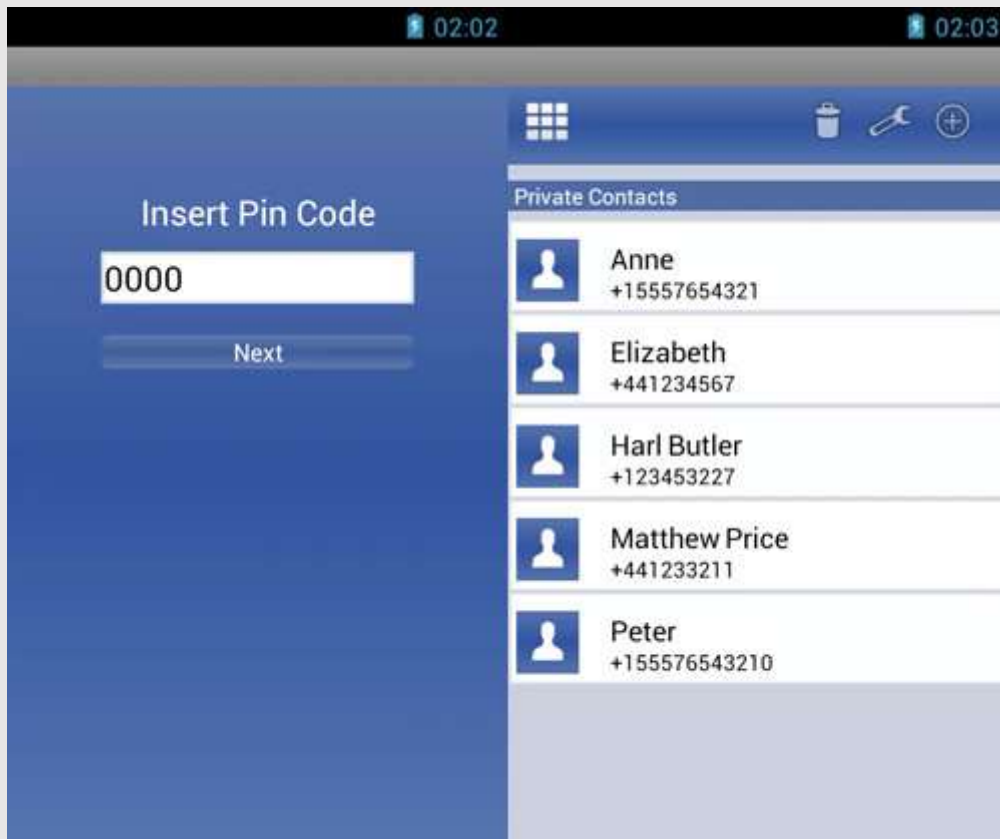 02:02
Insert Pin Code
0000
Next
02:03
Private Contacts
Anne
+15557654321
Elizabeth
+441234567
Harl Butler
+123453227
Matthew Price
+441233211
Peter
+155576543210